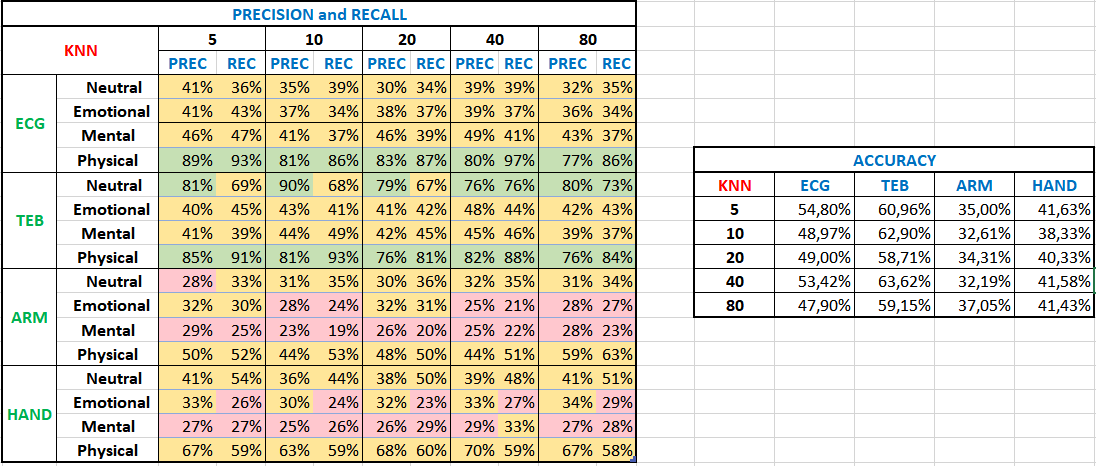 PRECISION and RECALL
KNN 5 10 20 40 80
PREC REC PREC REC PREC REC PREC REC PREC REC
ECG
Neutral 41% 36% 35% 39% 30% 34% 39% 39% 32% 35%
Emotional 41% 43% 37% 34% 38% 37% 39% 37% 36% 34%
Mental 46% 47% 41% 37% 46% 39% 49% 41% 43% 37%
Physical 89% 93% 81% 86% 83% 87% 80% 97% 77% 86%
TEB
Neutral 81% 69% 90% 68% 79% 67% 76% 76% 80% 73%
Emotional 40% 45% 43% 41% 41% 42% 48% 44% 42% 43%
Mental 41% 39% 44% 49% 42% 45% 45% 46% 39% 37%
Physical 85% 91% 81% 93% 76% 81% 82% 88% 76% 84%
ARM
Neutral 28% 33% 31% 35% 30% 36% 32% 35% 31% 34%
Emotional 32% 30% 28% 24% 32% 31% 25% 21% 28% 27%
Mental 29% 25% 23% 19% 26% 20% 25% 22% 28% 23%
Physical 50% 52% 44% 53% 48% 50% 44% 51% 59% 63%
HAND
Neutral 41% 54% 36% 44% 38% 50% 39% 48% 41% 51%
Emotional 33% 26% 30% 24% 32% 23% 33% 27% 34% 29%
Mental 27% 27% 25% 26% 26% 29% 29% 33% 27% 28%
Physical 67% 59% 63% 59% 68% 60% 70% 59% 67% 58%
ACCURACY
KNN ECG TEB ARM HAND
5 54,80% 60,96% 35,00% 41,63%
10 48,97% 62,90% 32,61% 38,33%
20 49,00% 58,71% 34,31% 40,33%
40 53,42% 63,62% 32,19% 41,58%
80 47,90% 59,15% 37,05% 41,43%